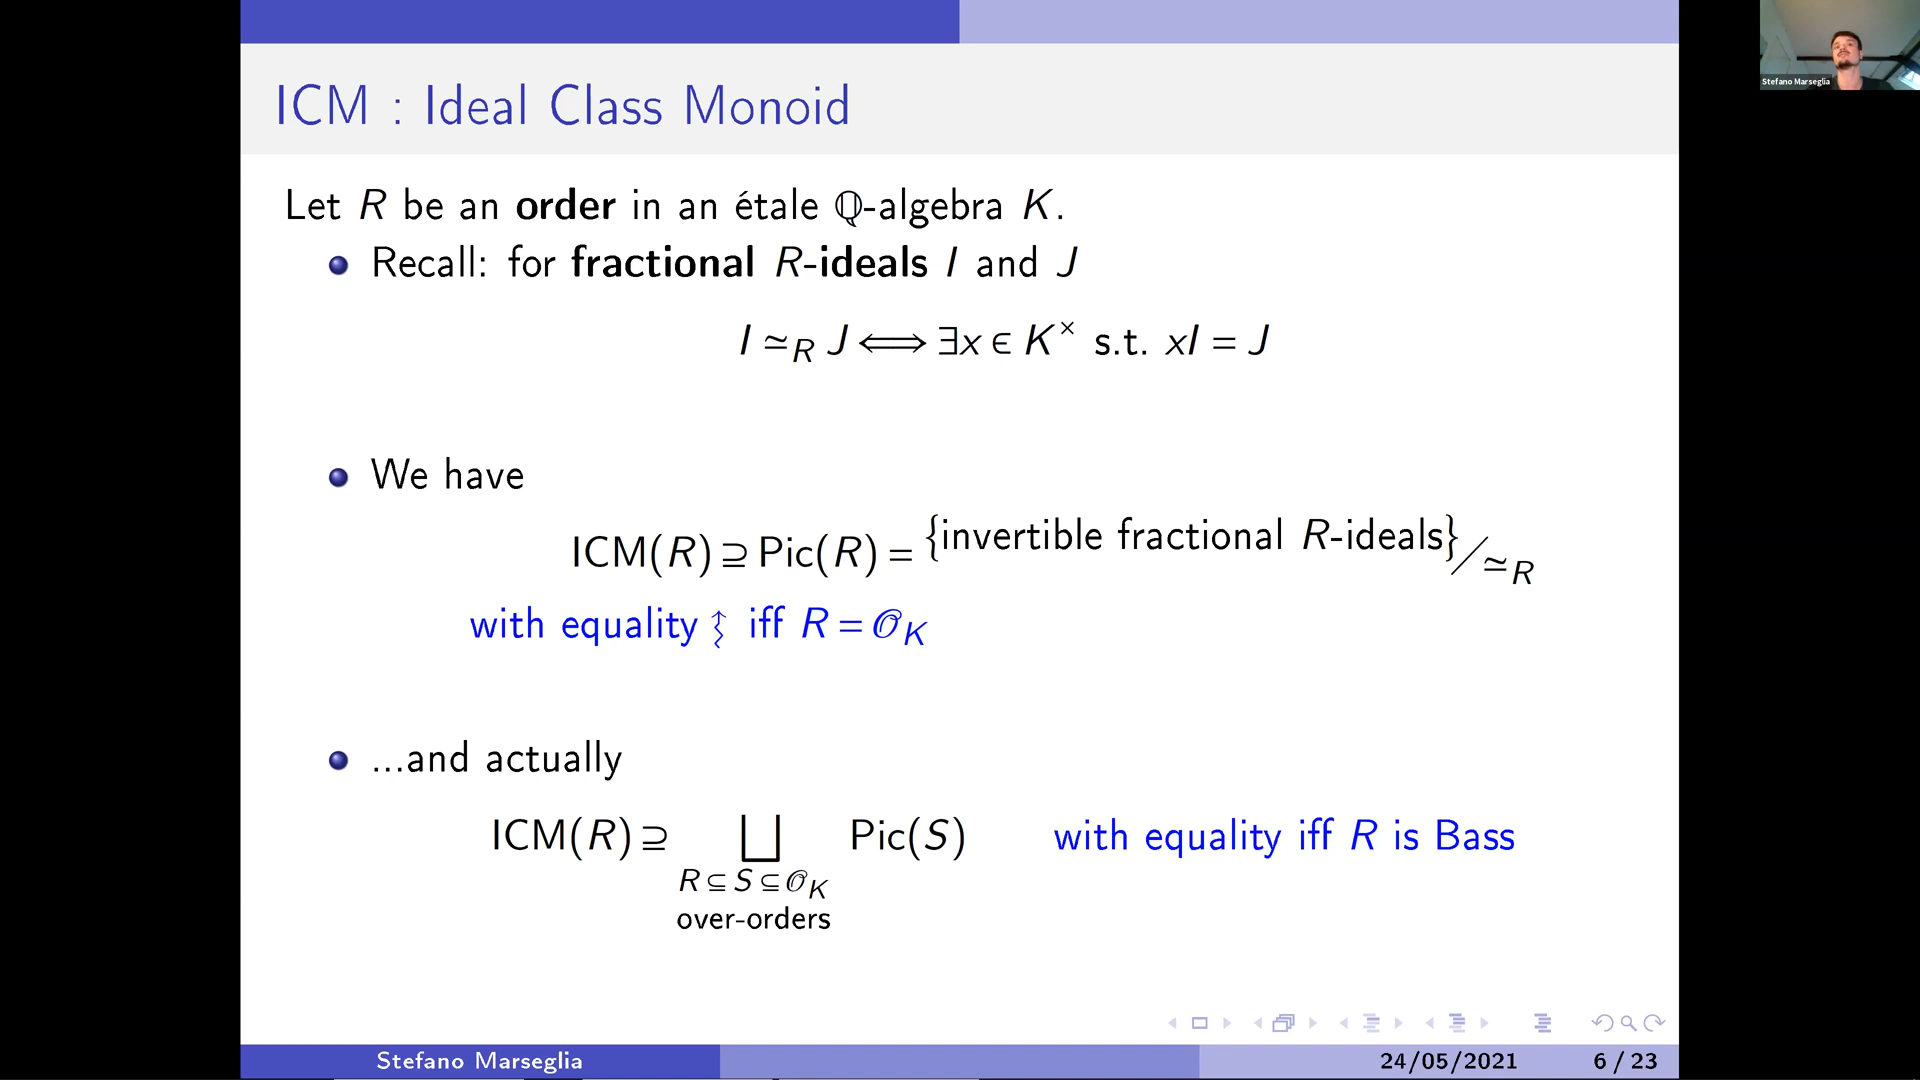 Stefano Marseglia
ICM : Ideal Class Monoid
Let R be an order in an étale ℚ-algebra K.
Recall: for fractional R-ideals I and J
I ≃_R J ⟺ ∃x ∈ K^× s.t. xI = J
We have
ICM(R) ⊇ Pic(R) = {invertible fractional R-ideals}/≃_R
with equality iff R = 𝒪_K
...and actually
ICM(R) ⊇ ⨆ Pic(S) with equality iff R is Bass
R ⊆ S ⊆ 𝒪_K
over-orders
Stefano Marseglia 24/05/2021 6 / 23